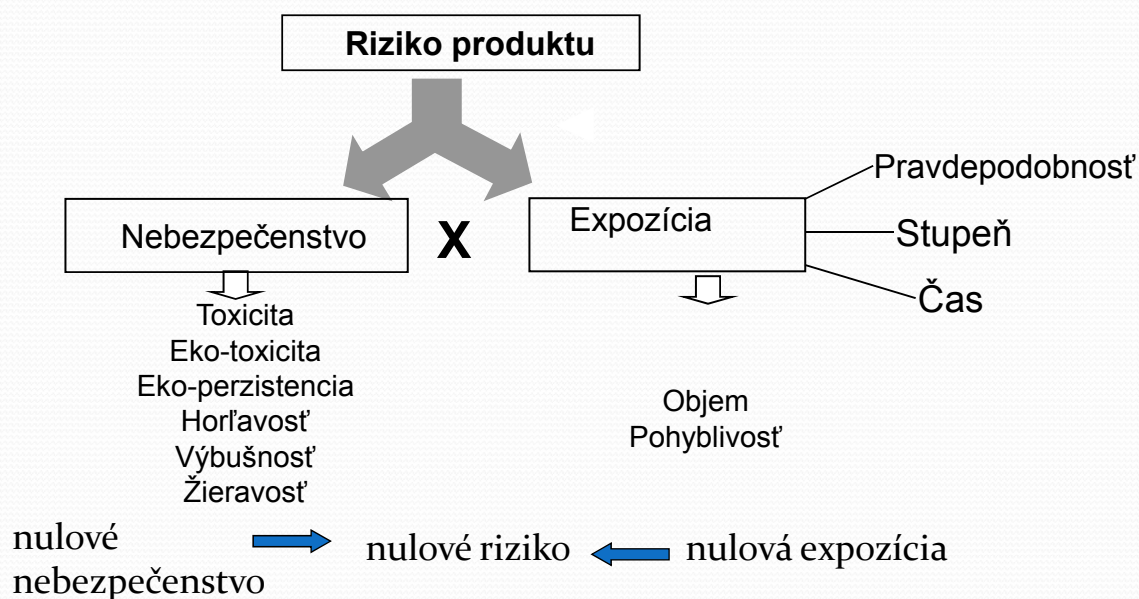 Riziko produktu
Nebezpečenstvo
X
Expozícia
Pravdepodobnosť
Stupeň
Čas
Toxicita
Eko-toxicita
Eko-perzistencia
Horľavosť
Výbušnosť
Žieravosť
Objem
Pohyblivosť
nulové
nebezpečenstvo
nulové riziko
nulová expozícia